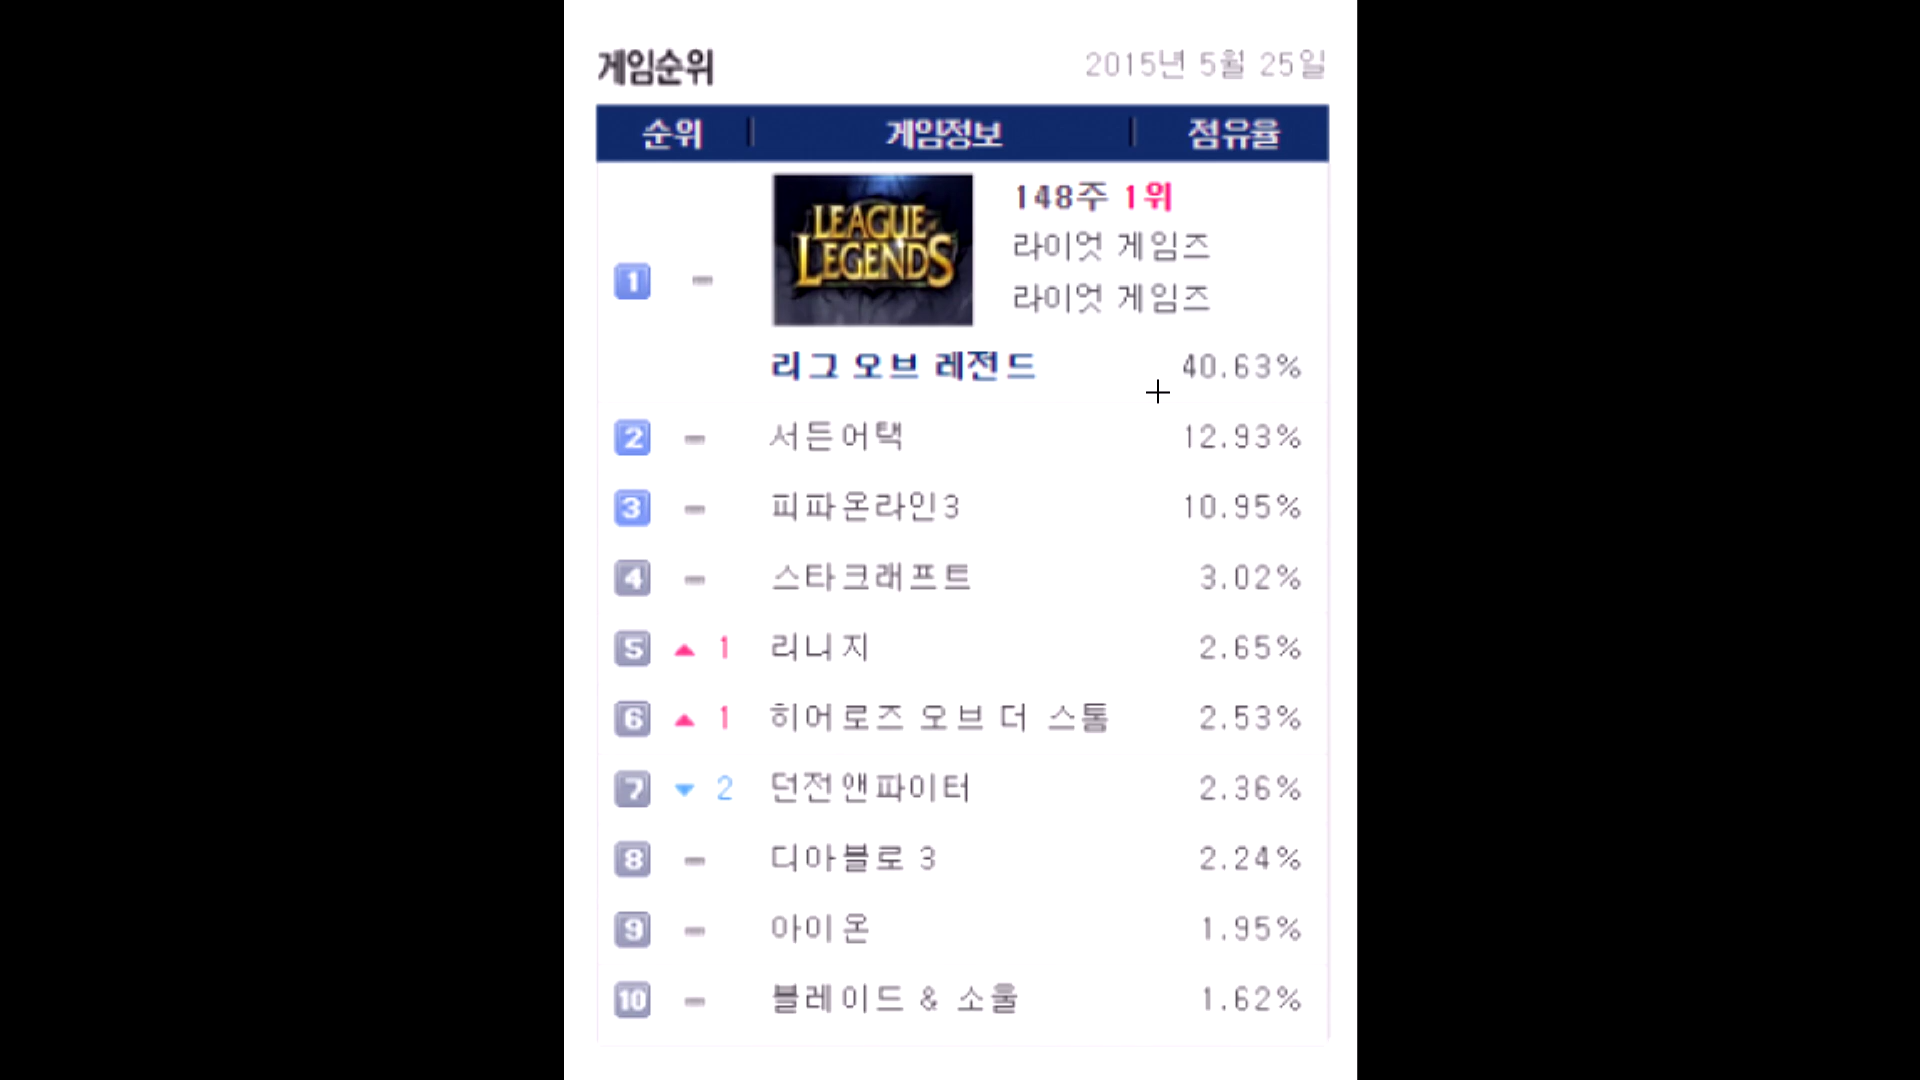 게임순위 2015년 5월 25일
순위 게임정보 점유율
LEAGUE of LEGENDS
148주 1위
라이엇 게임즈
라이엇 게임즈
1
리그 오브 레전드 40.63%
2 서든어택 12.93%
3 피파온라인3 10.95%
4 스타크래프트 3.02%
5 ▲ 1 리니지 2.65%
6 ▲ 1 히어로즈 오브 더 스톰 2.53%
7 ▼ 2 던전앤파이터 2.36%
8 디아블로 3 2.24%
9 아이온 1.95%
10 블레이드 & 소울 1.62%